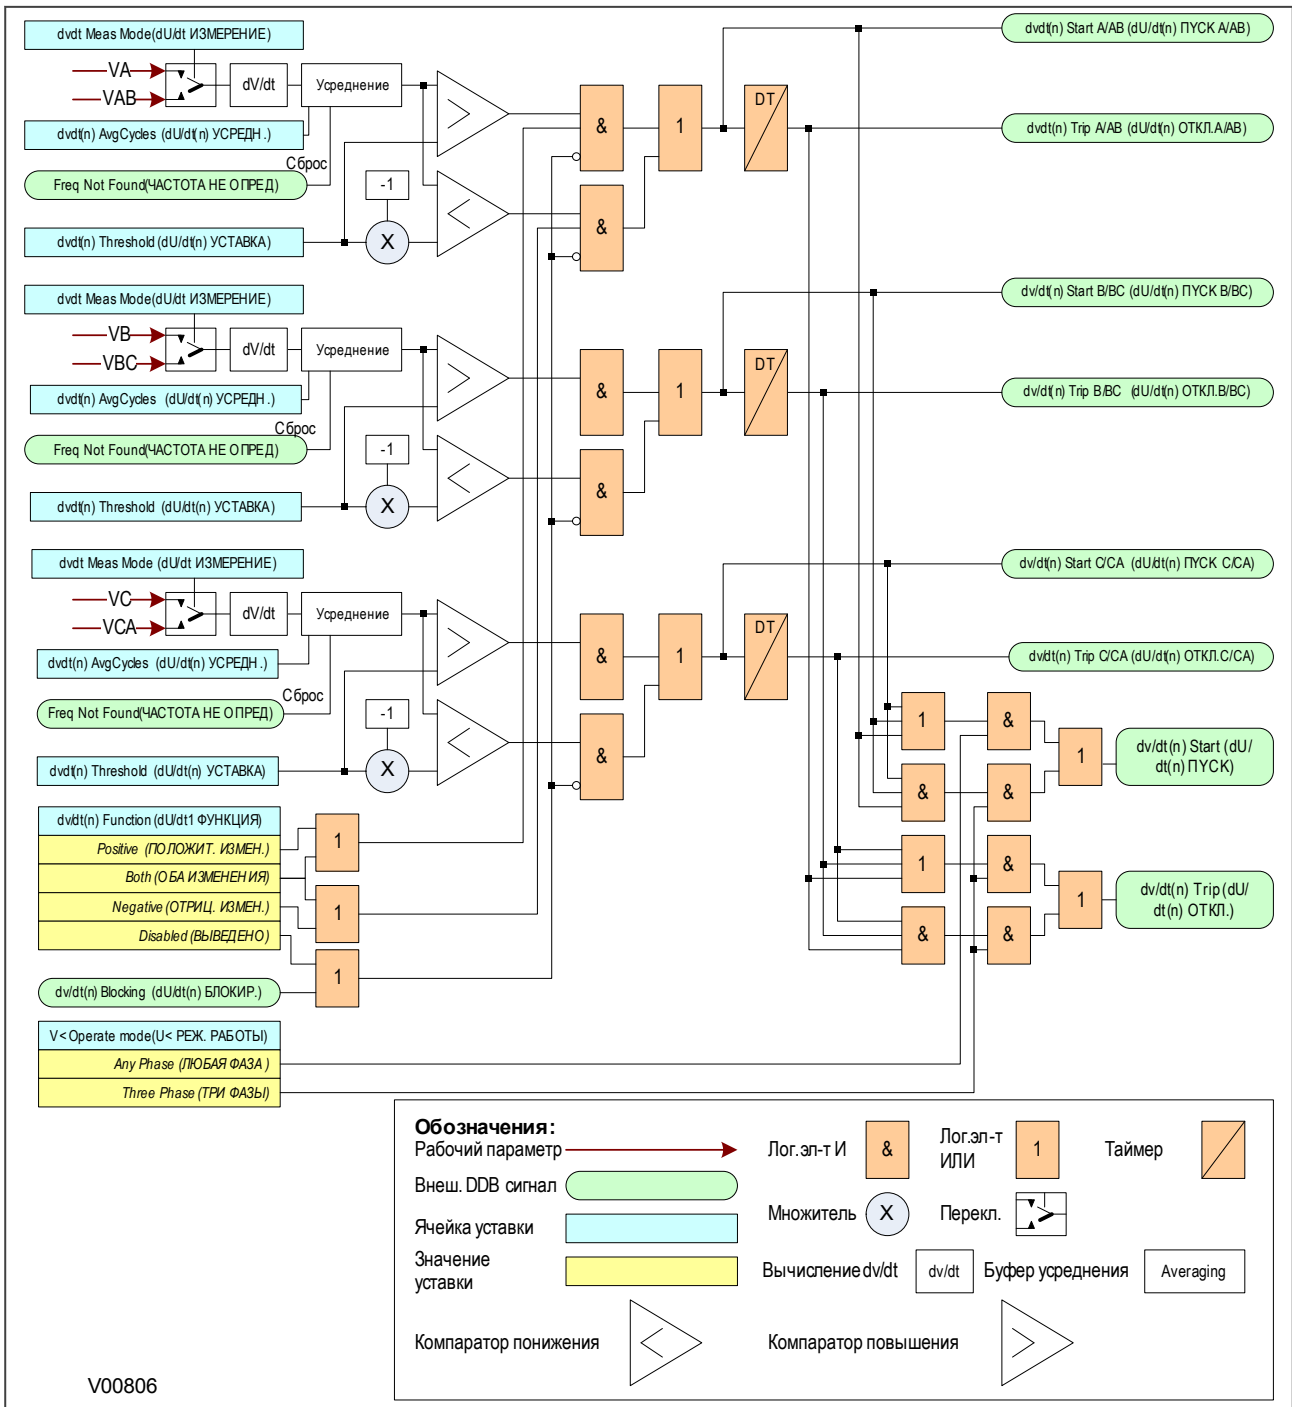 dvdt Meas Mode(dU/dt ИЗМЕРЕНИЕ)
VA
VAB
dV/dt
Усреднение
dvdt(n) AvgCycles (dU/dt(n) УСРЕДН.)
Сброс
Freq Not Found(ЧАСТОТА НЕ ОПРЕД)
-1
dvdt(n) Threshold (dU/dt(n) УСТАВКА)
X
&
&
1
DT
dvdt(n) Start A/AB (dU/dt(n) ПУСК A/AB)
dvdt(n) Trip A/AB (dU/dt(n) ОТКЛ.A/AB)
dvdt Meas Mode(dU/dt ИЗМЕРЕНИЕ)
VB
VBC
dV/dt
Усреднение
dvdt(n) AvgCycles (dU/dt(n) УСРЕДН.)
Сброс
Freq Not Found(ЧАСТОТА НЕ ОПРЕД)
-1
dvdt(n) Threshold (dU/dt(n) УСТАВКА)
X
&
&
1
DT
dv/dt(n) Start B/BC (dU/dt(n) ПУСК B/BC)
dv/dt(n) Trip B/BC (dU/dt(n) ОТКЛ.B/BC)
dvdt Meas Mode (dU/dt ИЗМЕРЕНИЕ)
VC
VCA
dV/dt
Усреднение
dvdt(n) AvgCycles (dU/dt(n) УСРЕДН.)
Сброс
Freq Not Found(ЧАСТОТА НЕ ОПРЕД)
-1
dvdt(n) Threshold (dU/dt(n) УСТАВКА)
X
&
&
1
DT
dv/dt(n) Start C/CA (dU/dt(n) ПУСК C/CA)
dv/dt(n) Trip C/CA (dU/dt(n) ОТКЛ.C/CA)
1
&
&
&
1
dv/dt(n) Start (dU/
dt(n) ПУСК)
1
&
&
&
1
dv/dt(n) Trip (dU/
dt(n) ОТКЛ.)
dv/dt(n) Function (dU/dt1 ФУНКЦИЯ)
Positive (ПОЛОЖИТ. ИЗМЕН.)
Both (ОБА ИЗМЕНЕНИЯ)
Negative (ОТРИЦ. ИЗМЕН.)
Disabled (ВЫВЕДЕНО)
1
1
1
dv/dt(n) Blocking (dU/dt(n) БЛОКИР.)
V< Operate mode(U< РЕЖ. РАБОТЫ)
Any Phase (ЛЮБАЯ ФАЗА )
Three Phase (ТРИ ФАЗЫ)
Обозначения:
Рабочий параметр
Внеш. DDB сигнал
Ячейка уставки
Значение
уставки
Лог.эл-т И
&
Лог.эл-т
ИЛИ
1
Таймер
Множитель
X
Перекл.
Вычисление dv/dt
dv/dt
Буфер усреднения
Averaging
Компаратор понижения
Компаратор повышения
V00806